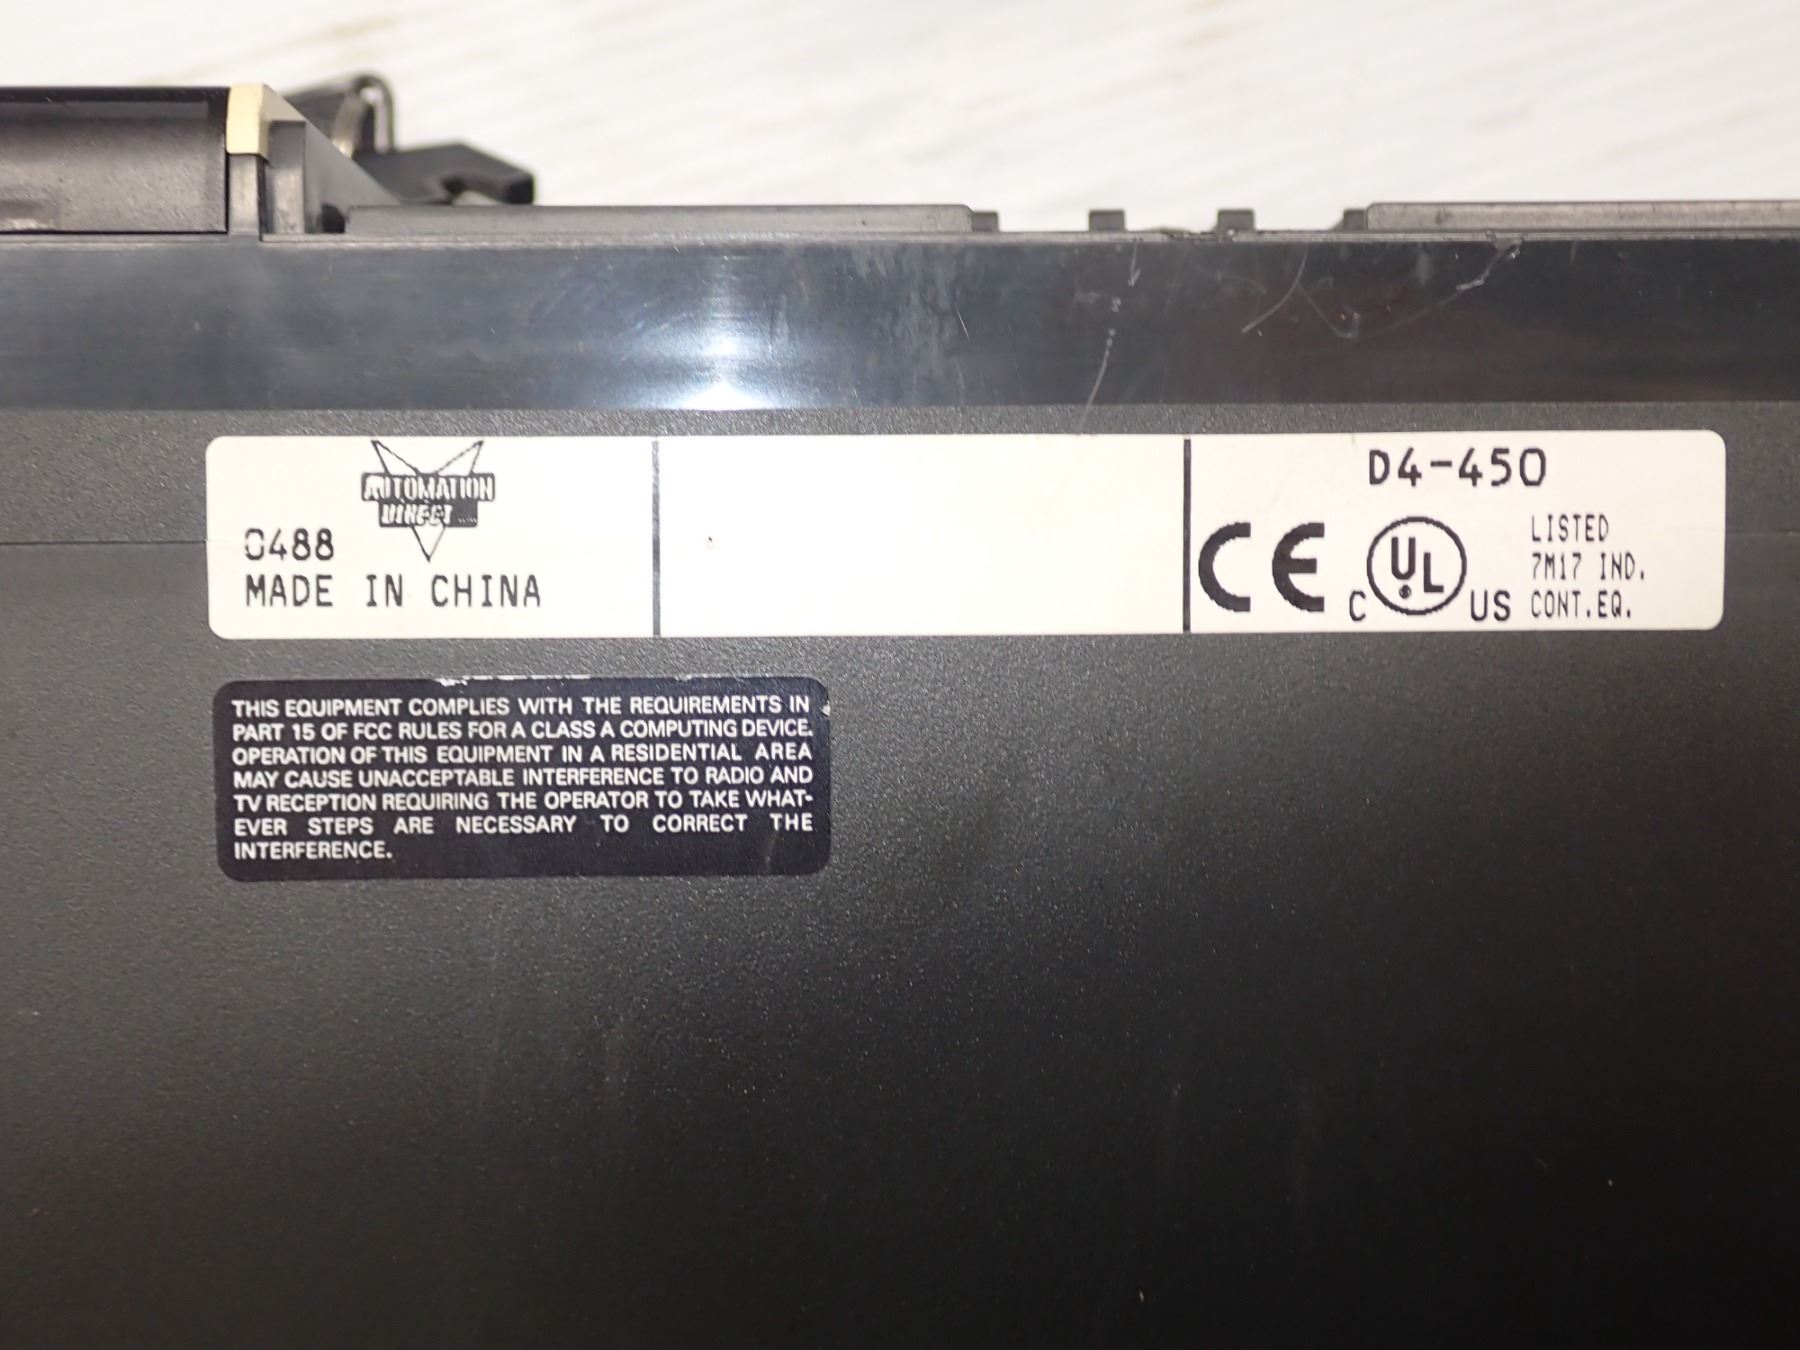 AUTOMATION
DIRECT
0488
MADE IN CHINA
D4-450
CE
C UL US
LISTED
7M17 IND.
CONT.EQ.
THIS EQUIPMENT COMPLIES WITH THE REQUIREMENTS IN
PART 15 OF FCC RULES FOR A CLASS A COMPUTING DEVICE.
OPERATION OF THIS EQUIPMENT IN A RESIDENTIAL AREA
MAY CAUSE UNACCEPTABLE INTERFERENCE TO RADIO AND
TV RECEPTION REQUIRING THE OPERATOR TO TAKE WHAT-
EVER STEPS ARE NECESSARY TO CORRECT THE
INTERFERENCE.